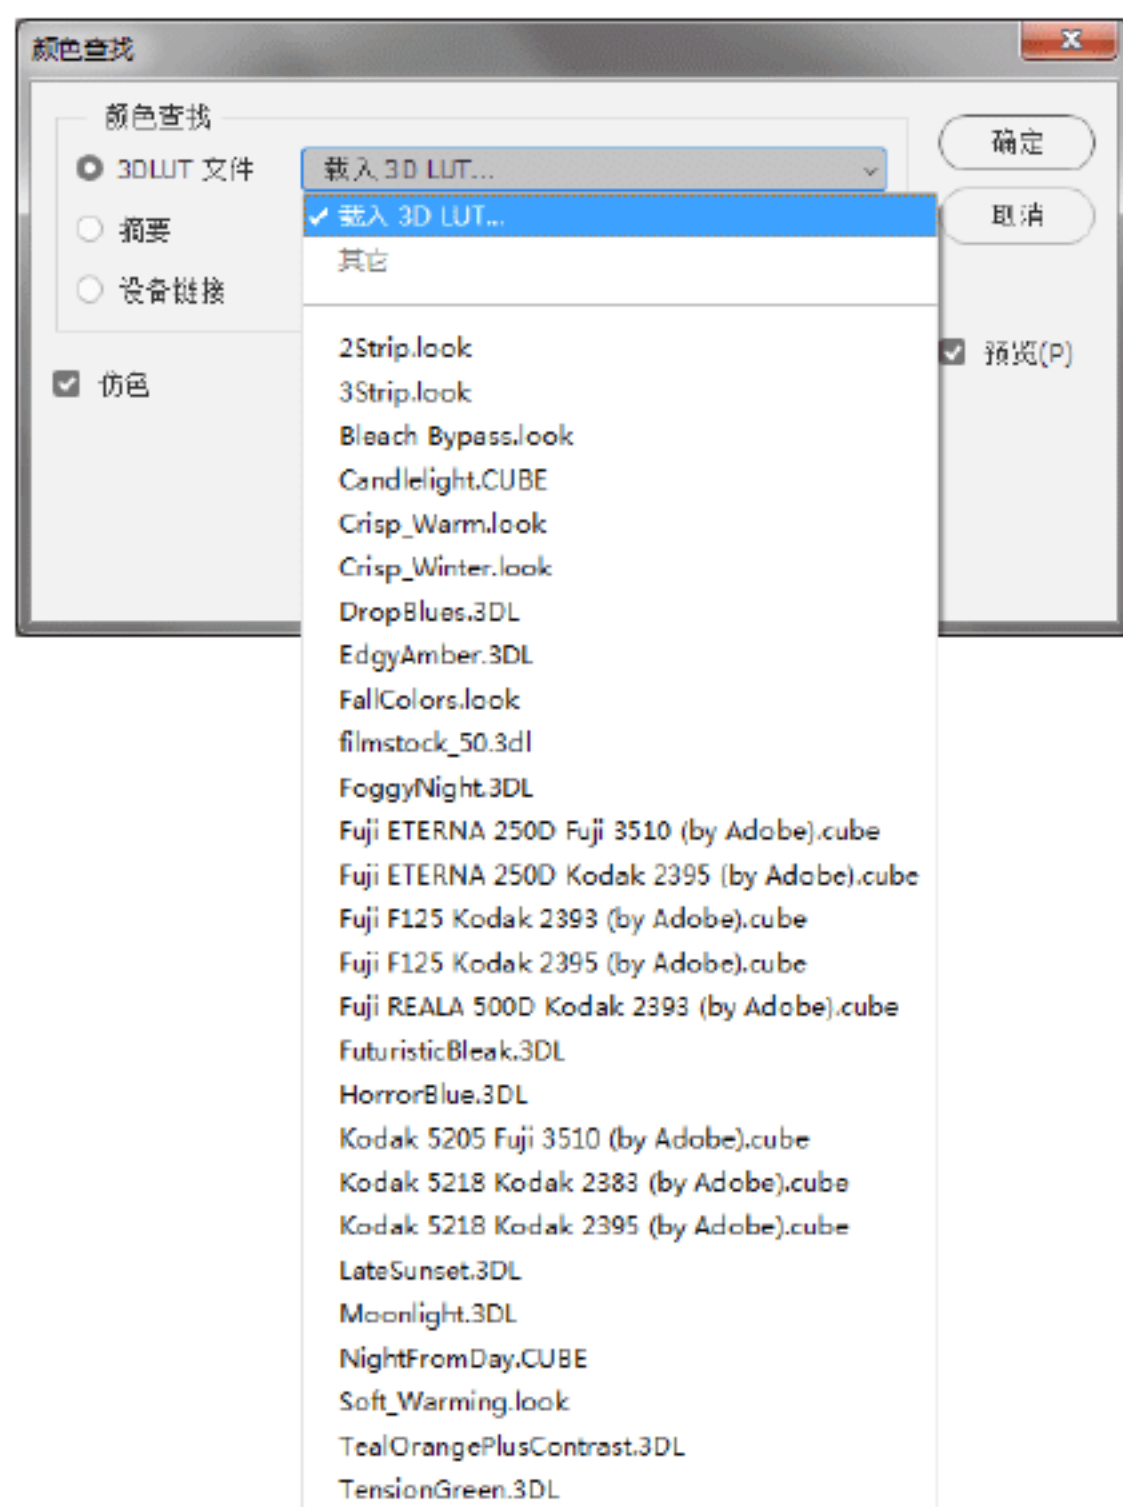 颜色查找
颜色查找
3DLUT 文件
载入 3D LUT...
确定
载入 3D LUT...
取消
摘要
其它
设备链接
2Strip.look
预览(P)
仿色
3Strip.look
Bleach Bypass.look
Candlelight.CUBE
Crisp_Warm.look
Crisp_Winter.look
DropBlues.3DL
EdgyAmber.3DL
FallColors.look
filmstock_50.3dl
FoggyNight.3DL
Fuji ETERNA 250D Fuji 3510 (by Adobe).cube
Fuji ETERNA 250D Kodak 2395 (by Adobe).cube
Fuji F125 Kodak 2393 (by Adobe).cube
Fuji F125 Kodak 2395 (by Adobe).cube
Fuji REALA 500D Kodak 2393 (by Adobe).cube
FuturisticBleak.3DL
HorrorBlue.3DL
Kodak 5205 Fuji 3510 (by Adobe).cube
Kodak 5218 Kodak 2383 (by Adobe).cube
Kodak 5218 Kodak 2395 (by Adobe).cube
LateSunset.3DL
Moonlight.3DL
NightFromDay.CUBE
Soft_Warming.look
TealOrangePlusContrast.3DL
TensionGreen.3DL